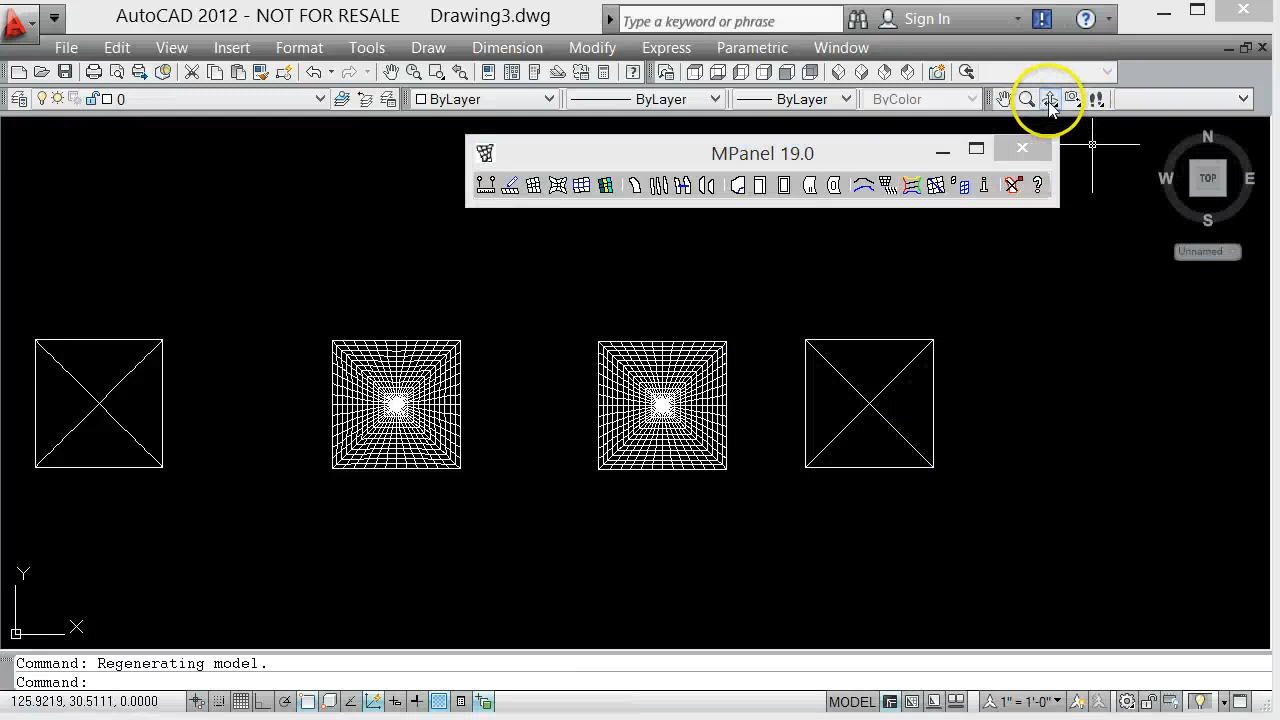 AutoCAD 2012 - NOT FOR RESALE Drawing3.dwg
Type a keyword or phrase
Sign In
File Edit View Insert Format Tools Draw Dimension Modify Express Parametric Window
0
ByLayer
ByLayer
ByLayer
ByColor
MPanel 19.0
N
W TOP E
S
Unnamed
Y
X
Command: Regenerating model.
Command:
125.9219, 30.5111, 0.0000
MODEL
1" = 1'-0"